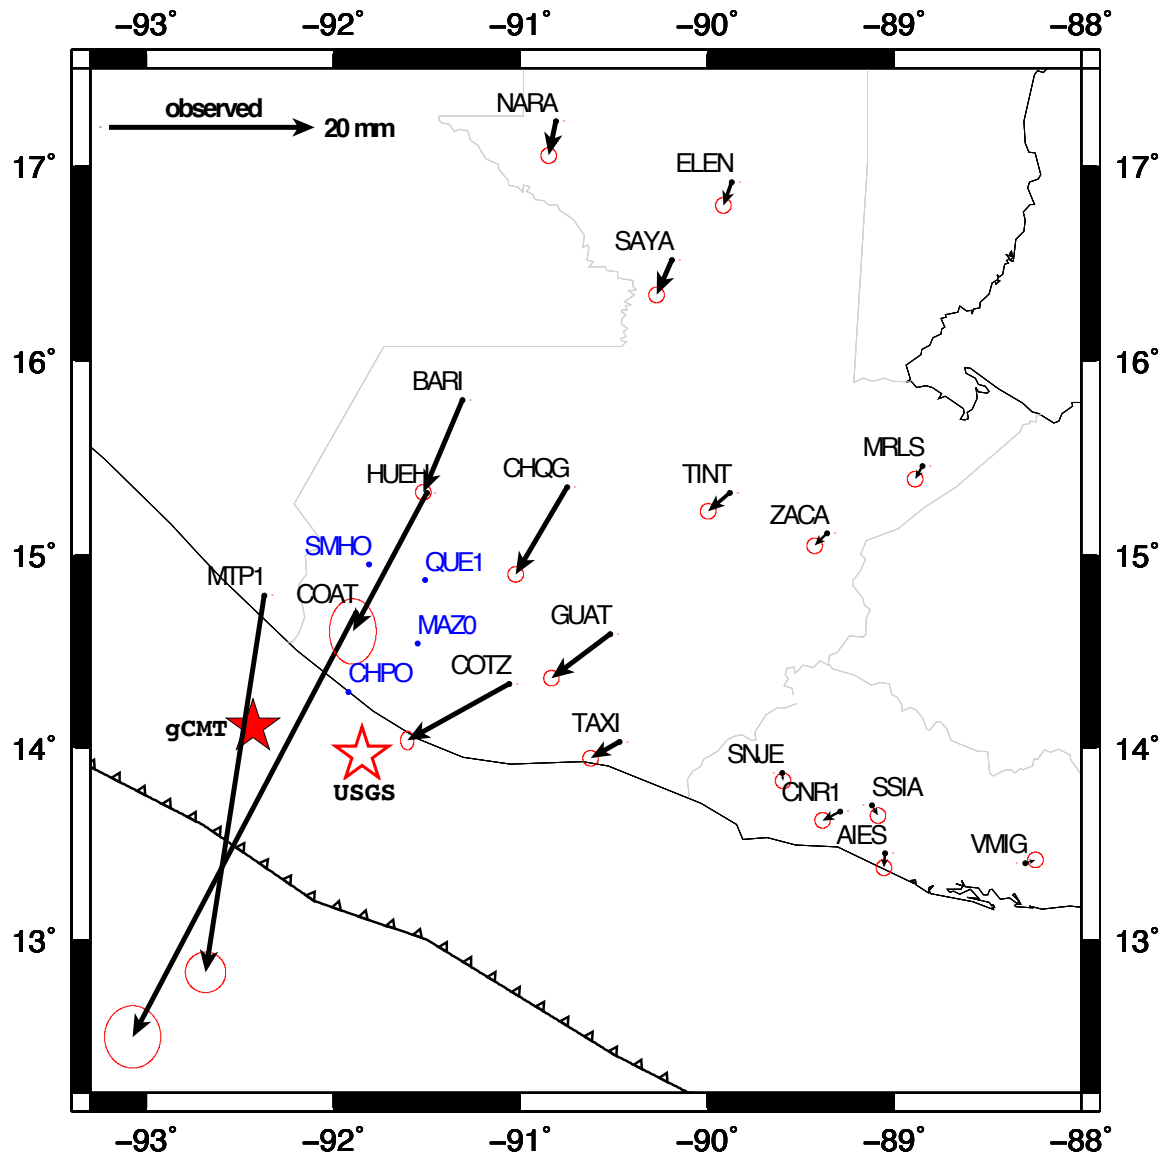 −93° −92° −91° −90° −89° −88°
observed
20 mm
NARA
17° ELEN 17°
SAYA
16° 16°
BARI
HUEH CHQG TINT MRLS
ZACA
15° SMHO QUE1 15°
MTP1 COAT
MAZ0 GUAT
CHPO COTZ
gCMT TAXI
14° 14°
USGS SNJE
CNR1 SSIA
AIES VMIG
13° 13°
−93° −92° −91° −90° −89° −88°